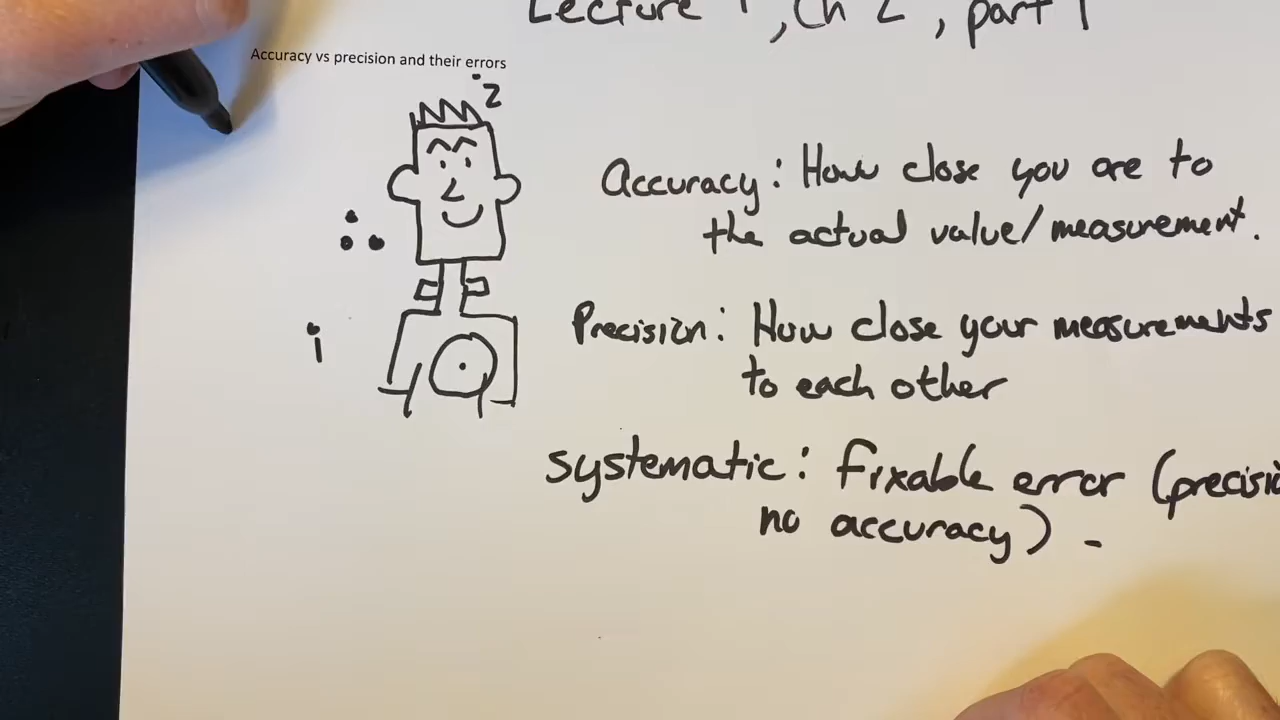 Lecture 1, Ch 2, part 1
Accuracy vs precision and their errors
2
Accuracy: How close you are to
the actual value/measurement.
Precision: How close your measurements
to each other
i
systematic: fixable error (precisi
no accuracy) -